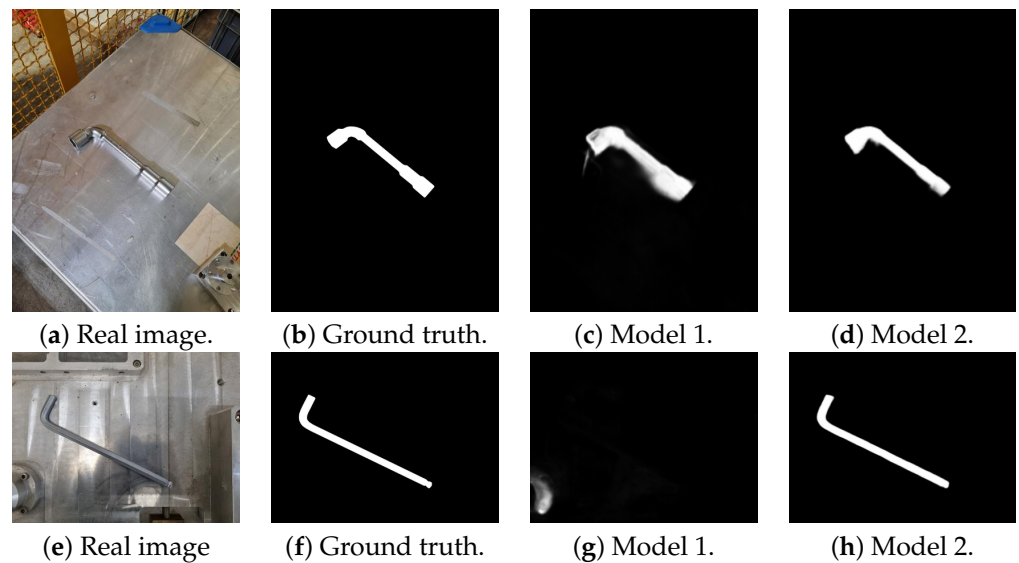 (a) Real image. (b) Ground truth. (c) Model 1. (d) Model 2.
(e) Real image (f) Ground truth. (g) Model 1. (h) Model 2.